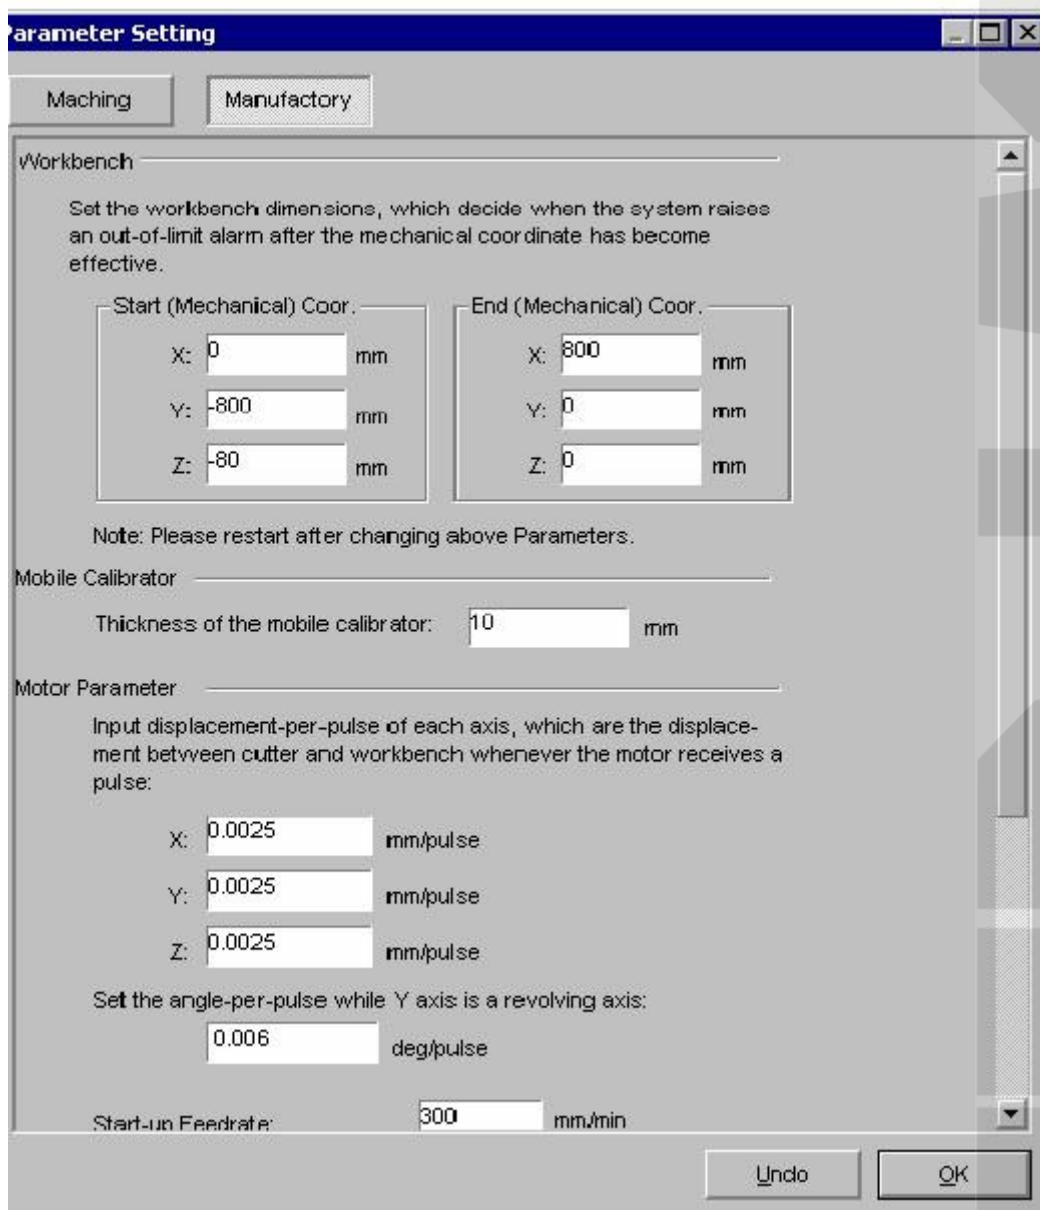 Parameter Setting
Maching Manufactory
Workbench
Set the workbench dimensions, which decide when the system raises
an out-of-limit alarm after the mechanical coordinate has become
effective.
Start (Mechanical) Coor. End (Mechanical) Coor.
X: 0 mm X: 800 mm
Y: -800 mm Y: 0 mm
Z: -80 mm Z: 0 mm
Note: Please restart after changing above Parameters.
Mobile Calibrator
Thickness of the mobile calibrator: 10 mm
Motor Parameter
Input displacement-per-pulse of each axis, which are the displace-
ment between cutter and workbench whenever the motor receives a
pulse:
X: 0.0025 mm/pulse
Y: 0.0025 mm/pulse
Z: 0.0025 mm/pulse
Set the angle-per-pulse while Y axis is a revolving axis:
0.006 deg/pulse
Start-up Feedrate: 300 mm/min
Undo OK